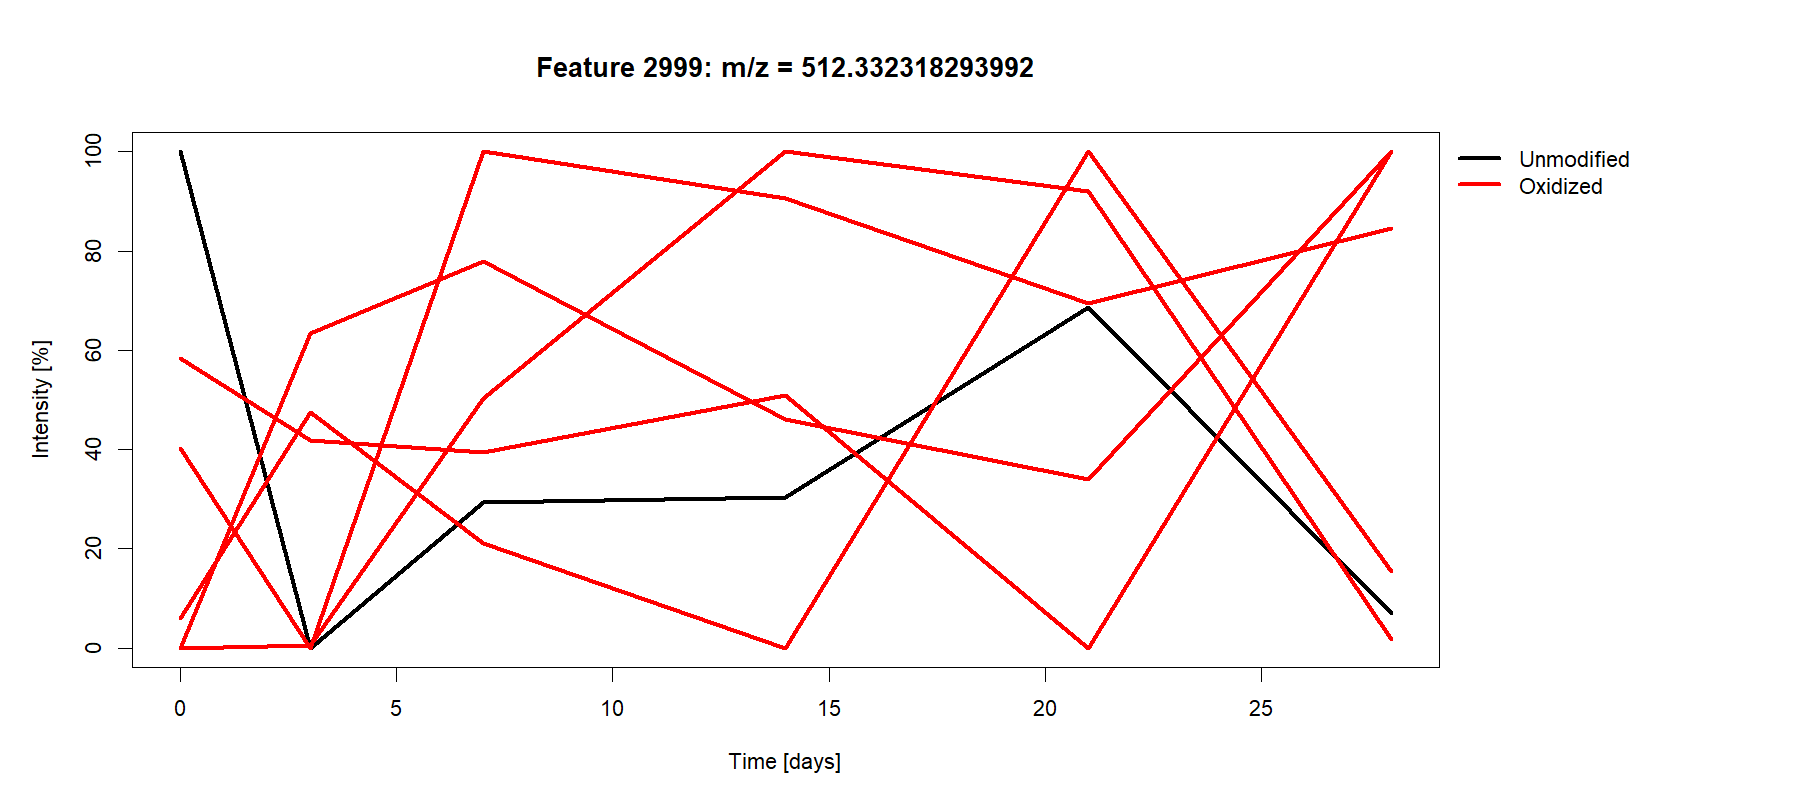 Feature 2999: m/z = 512.332318293992
Unmodified
Oxidized
Intensity [%]
100
80
60
40
20
0
0 5 10 15 20 25
Time [days]